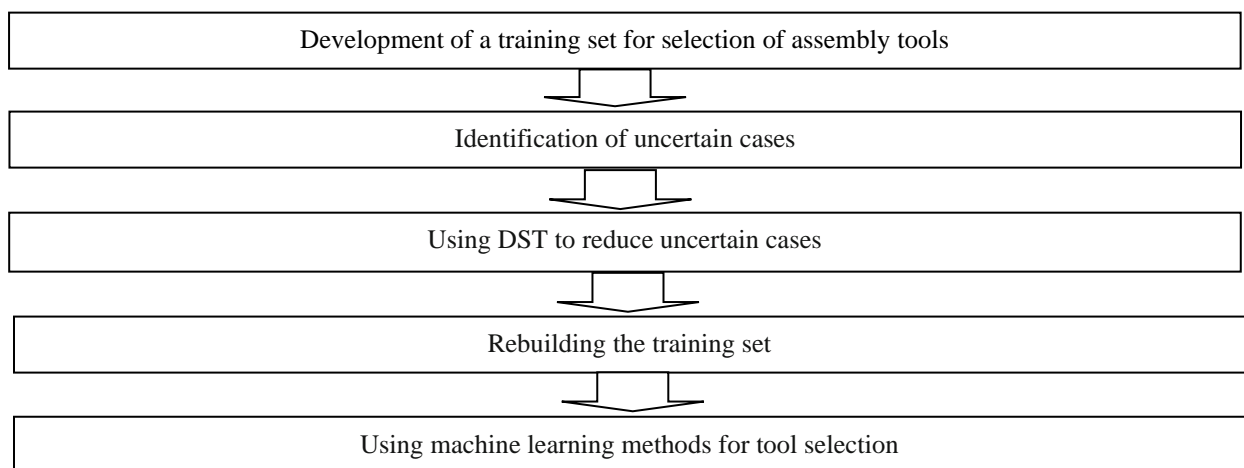 Development of a training set for selection of assembly tools
Identification of uncertain cases
Using DST to reduce uncertain cases
Rebuilding the training set
Using machine learning methods for tool selection